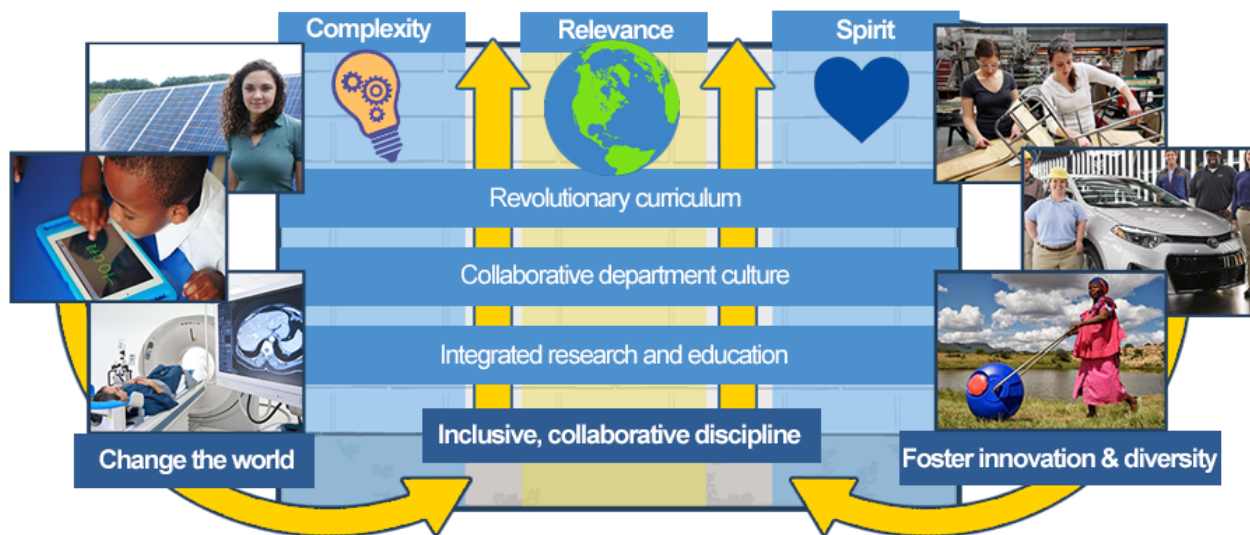 Complexity
Relevance
Spirit
Revolutionary curriculum
Collaborative department culture
Integrated research and education
Inclusive, collaborative discipline
Change the world
Foster innovation & diversity